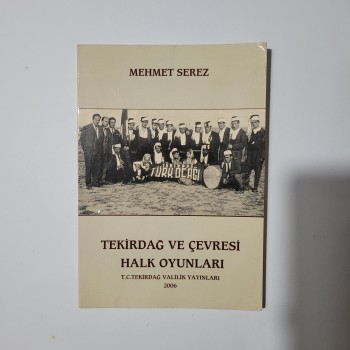 MEHMET SEREZ
TÜRK OCAĞI
TEKİRDAĞ VE ÇEVRESİ
HALK OYUNLARI
T.C.TEKİRDAĞ VALİLİK YAYINLARI
2006